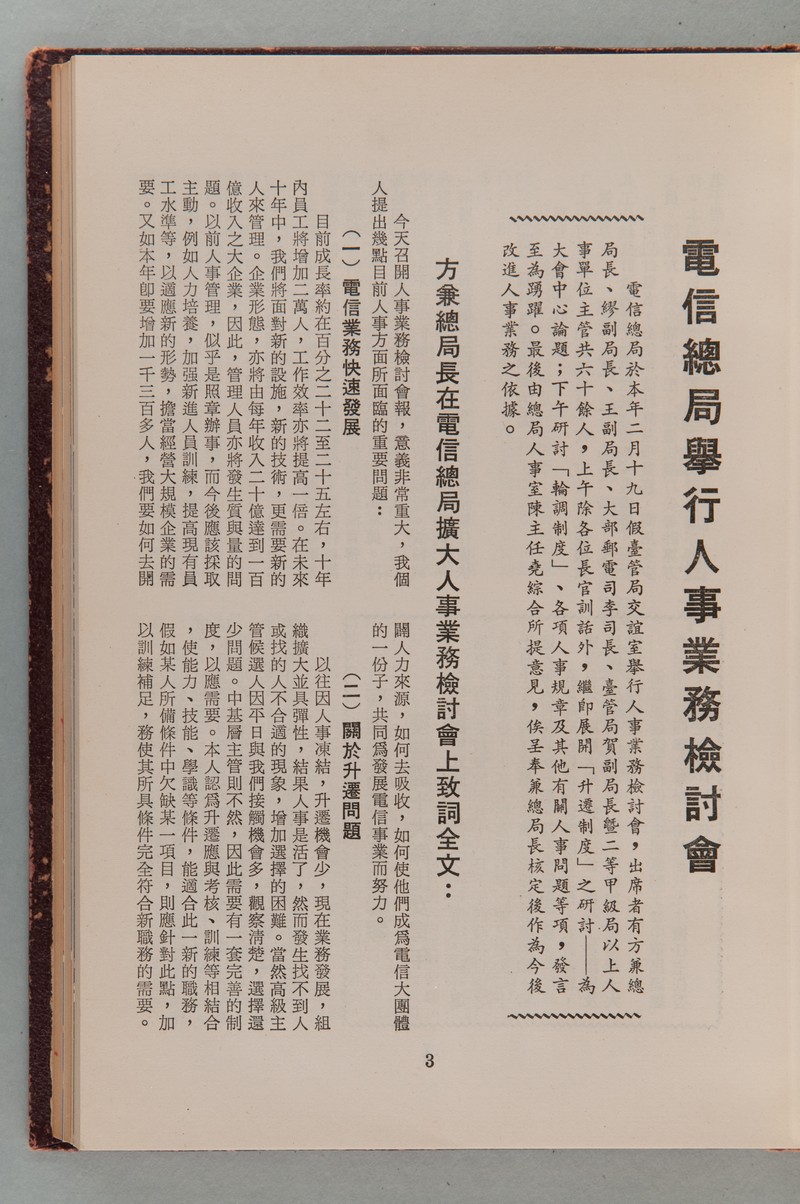 電信總局舉行人事業務檢討會
電信總局於本年二月十九日假臺管局交誼室舉行人事業務檢討會，出席者有方兼總
局長、繆副局長、王副局長、大部郵電司李司長、臺管局賀副局長暨二等甲級局以上人
事單位主管共六十餘人，上午除各位長官訓話外，繼即展開「升遷制度」之研討——為
大會中心論題；下午研討「輪調制度」、各項人事規章及其他有關人事問題等項，發言
至為踴躍。最後由總局人事室陳主任堯綜合所提意見，俟呈奉兼總局長核定後作為今後
改進人事業務之依據。
方兼總局長在電信總局擴大人事業務檢討會上致詞全文：
今天召開人事業務檢討會報，意義非常重大，我個
人提出幾點目前人事方面所面臨的重要問題：
（一）電信業務快速發展
目前成長率約在百分之二十二至二十五左右，十年
內員工將增加二萬人，工作效率亦將提高一倍。在未來
十年中，我們將面對新的設施，新的技術，更需要新的
人來管理。企業形態，亦將由每年收入二十億達到一百
億收入之大企業，因此，管理人員亦將發生質與量的問
題。以前人事管理，似乎是照章辦事，而今後應該採取
主動，例如人力培養，加强新進人員訓練，提高現有員
工水準等，以適應新的形勢，擔當經營大規模企業的需
要。又如本年卽要增加一千三百多人，我們要如何去開
闢人力來源，如何去吸收，如何使他們成爲電信大團體
的一份子，共同爲發展電信事業而努力。
（二）關於升遷問題
以往因人事凍結，升遷機會少，現在業務發展，組
織擴大並具彈性，結果人事是活了，然而發生找不到人
或找的人不合適的現象，增加選擇的困難。當然高級主
管候選人因平日與我們接觸機會多，觀察清楚，選擇還
少問題。中基層主管則不然，因此需要有一套完善的制
度，以應需要。本人認爲升遷應與考核、訓練等相結合
，使能力、技能、學識等條件，能適合此一新的職務，
假如某人所備條件中欠缺某一項目，則應針對此點，加
以訓練補足，務使其所具條件完全符合新職務的需要。
3